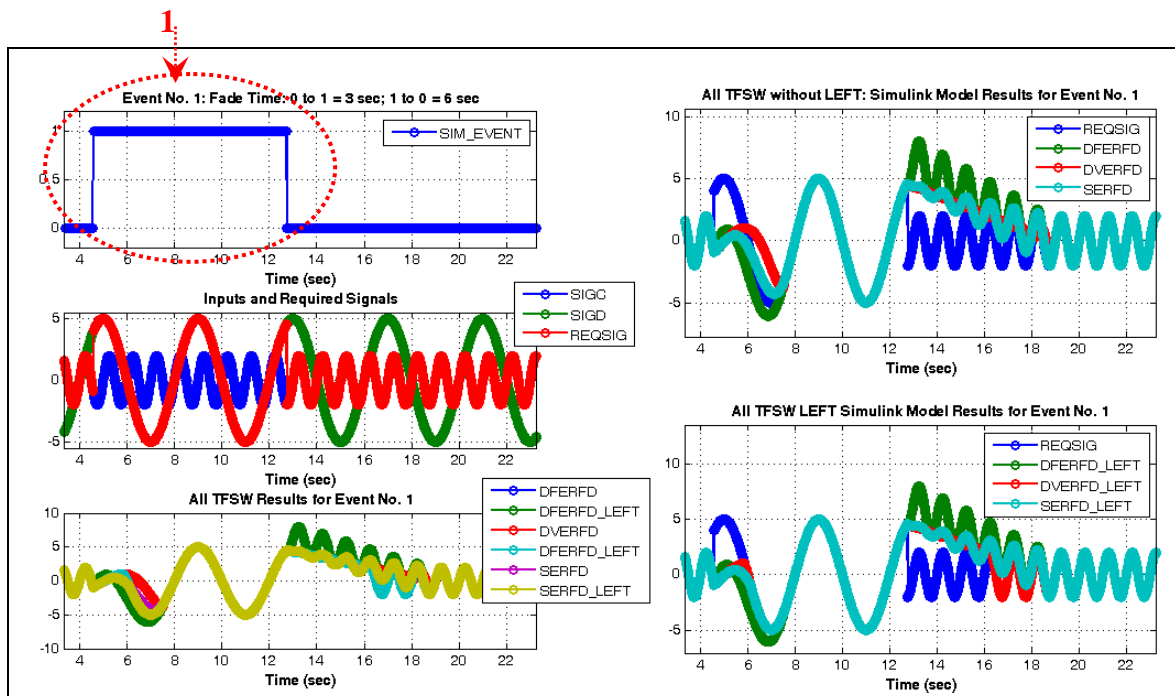 1
Event No. 1: Fade Time: 0 to 1 = 3 sec; 1 to 0 = 6 sec
1
0.5
0
SIM_EVENT
4 6 8 10 12 14 16 18 20 22
Time (sec)
Inputs and Required Signals
5
0
-5
SIGC
SIGD
REQSIG
4 6 8 10 12 14 16 18 20 22
Time (sec)
All TFSW Results for Event No. 1
10
5
0
-5
-10
DFERFD
DFERFD_LEFT
DVERFD
DFERFD_LEFT
SERFD
SERFD_LEFT
4 6 8 10 12 14 16 18 20 22
Time (sec)
All TFSW without LEFT: Simulink Model Results for Event No. 1
10
5
0
-5
REQSIG
DFERFD
DVERFD
SERFD
4 6 8 10 12 14 16 18 20 22
Time (sec)
All TFSW LEFT Simulink Model Results for Event No. 1
10
5
0
-5
REQSIG
DFERFD_LEFT
DVERFD_LEFT
SERFD_LEFT
4 6 8 10 12 14 16 18 20 22
Time (sec)